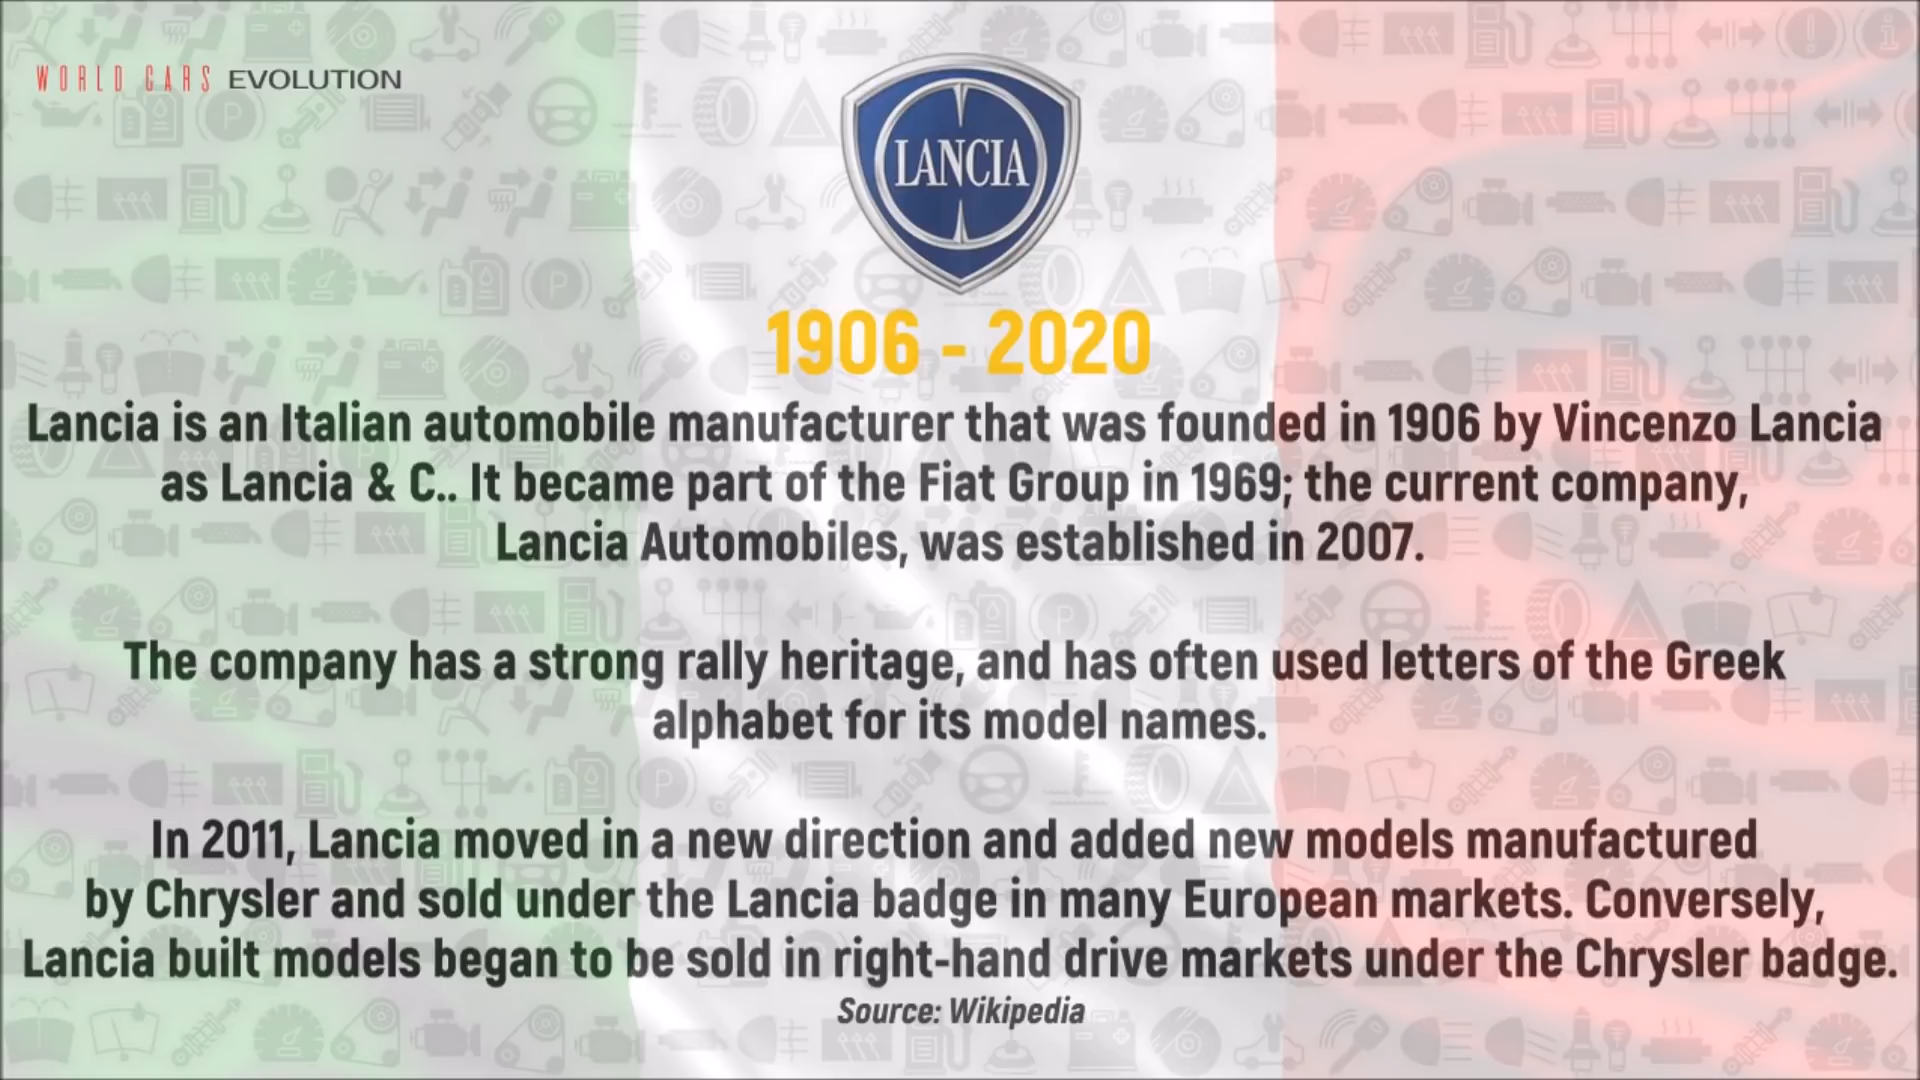 WORLD CARS EVOLUTION
LANCIA
1906 - 2020
Lancia is an Italian automobile manufacturer that was founded in 1906 by Vincenzo Lancia
as Lancia & C.. It became part of the Fiat Group in 1969; the current company,
Lancia Automobiles, was established in 2007.
The company has a strong rally heritage, and has often used letters of the Greek
alphabet for its model names.
In 2011, Lancia moved in a new direction and added new models manufactured
by Chrysler and sold under the Lancia badge in many European markets. Conversely,
Lancia built models began to be sold in right-hand drive markets under the Chrysler badge.
Source: Wikipedia